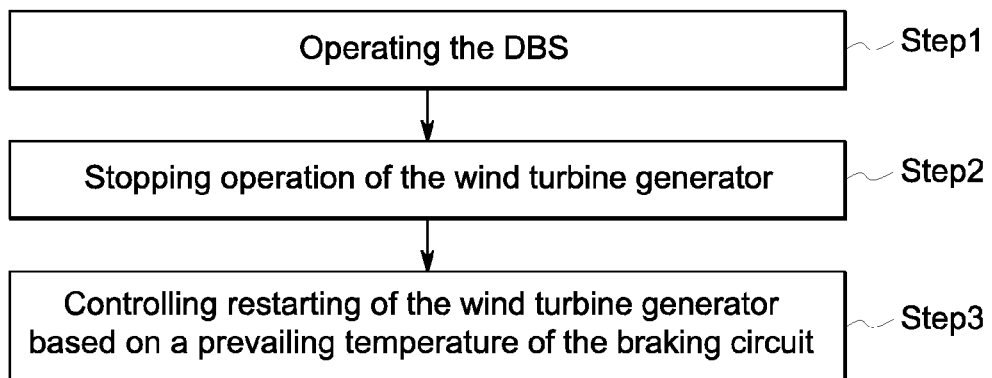 Operating the DBS
Step1
Stopping operation of the wind turbine generator
Step2
Controlling restarting of the wind turbine generator
based on a prevailing temperature of the braking circuit
Step3